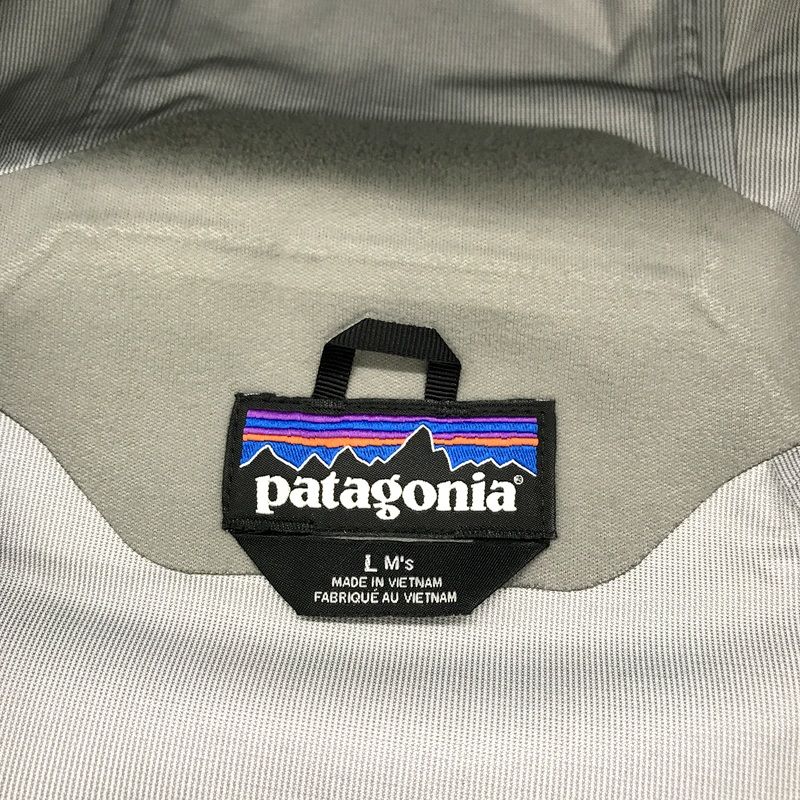 patagonia®
L M's
MADE IN VIETNAM
FABRIQUÉ AU VIETNAM